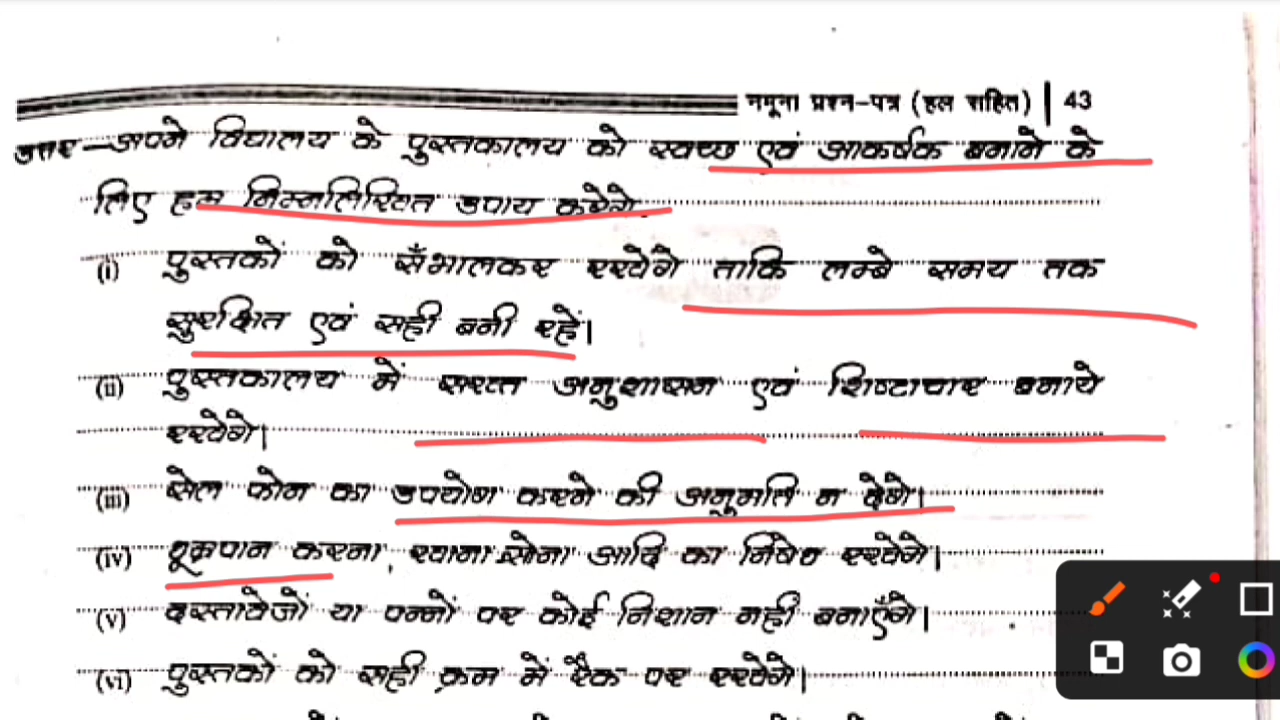 नमूना प्रश्न-पत्र (हल सहित) | 43
उत्तर—अपने विद्यालय के पुस्तकालय को स्वच्छ एवं आकर्षक बनाने के
लिए हम निम्नलिखित उपाय करेंगे.
(i) पुस्तकों को सँभालकर रखेंगे ताकि लम्बे समय तक
सुरक्षित एवं सही बनी रहें।
(ii) पुस्तकालय में सख्त अनुशासन एवं शिष्टाचार बनाये
रखेंगे।
(iii) सेल फोन का उपयोग करने की अनुमति न देंगे।
(iv) धूम्रपान करना, खाना सोना आदि का निषेध रखेंगे।
(v) दस्तावेजों या पन्नों पर कोई निशान नही बनाएँगे।
(vi) पुस्तकों को सही क्रम में रैक पर रखेंगे।